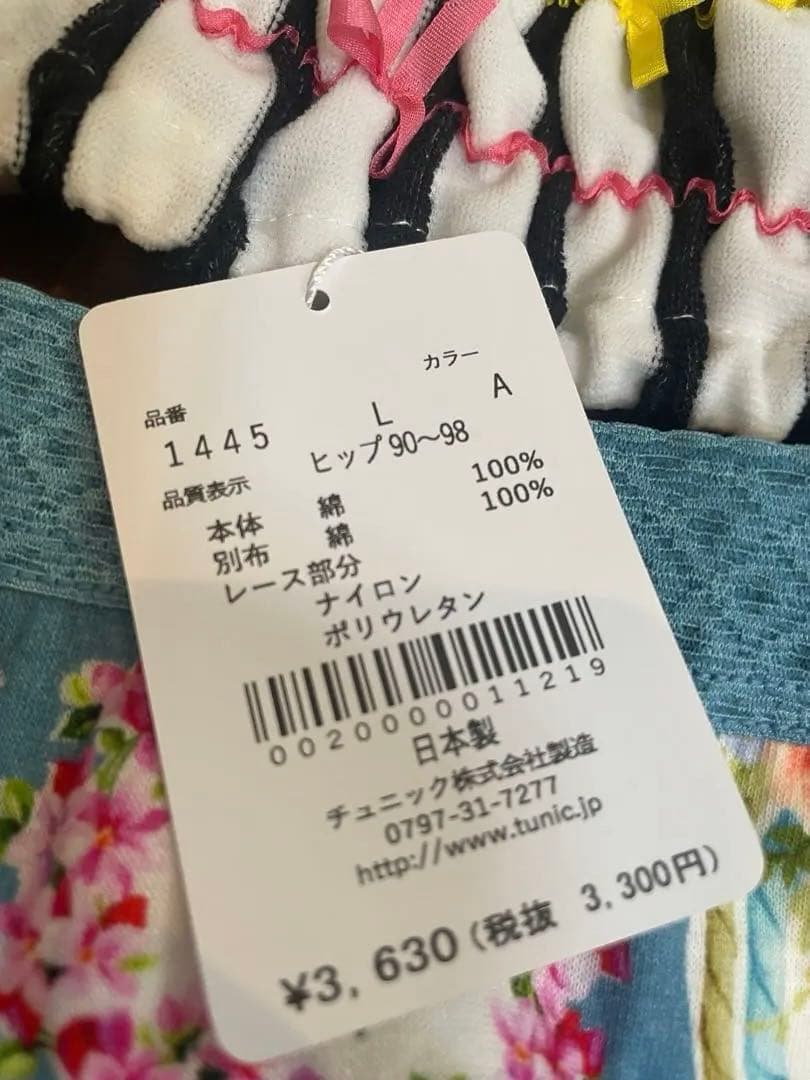 カラー
品番 L A
1445 ヒップ90〜98
品質表示
本体 綿 100%
別布 綿 100%
レース部分
ナイロン
ポリウレタン
0020000011219
日本製
チュニック株式会社製造
0797-31-7277
http://www.tunic.jp
¥3,630(税抜 3,300円)